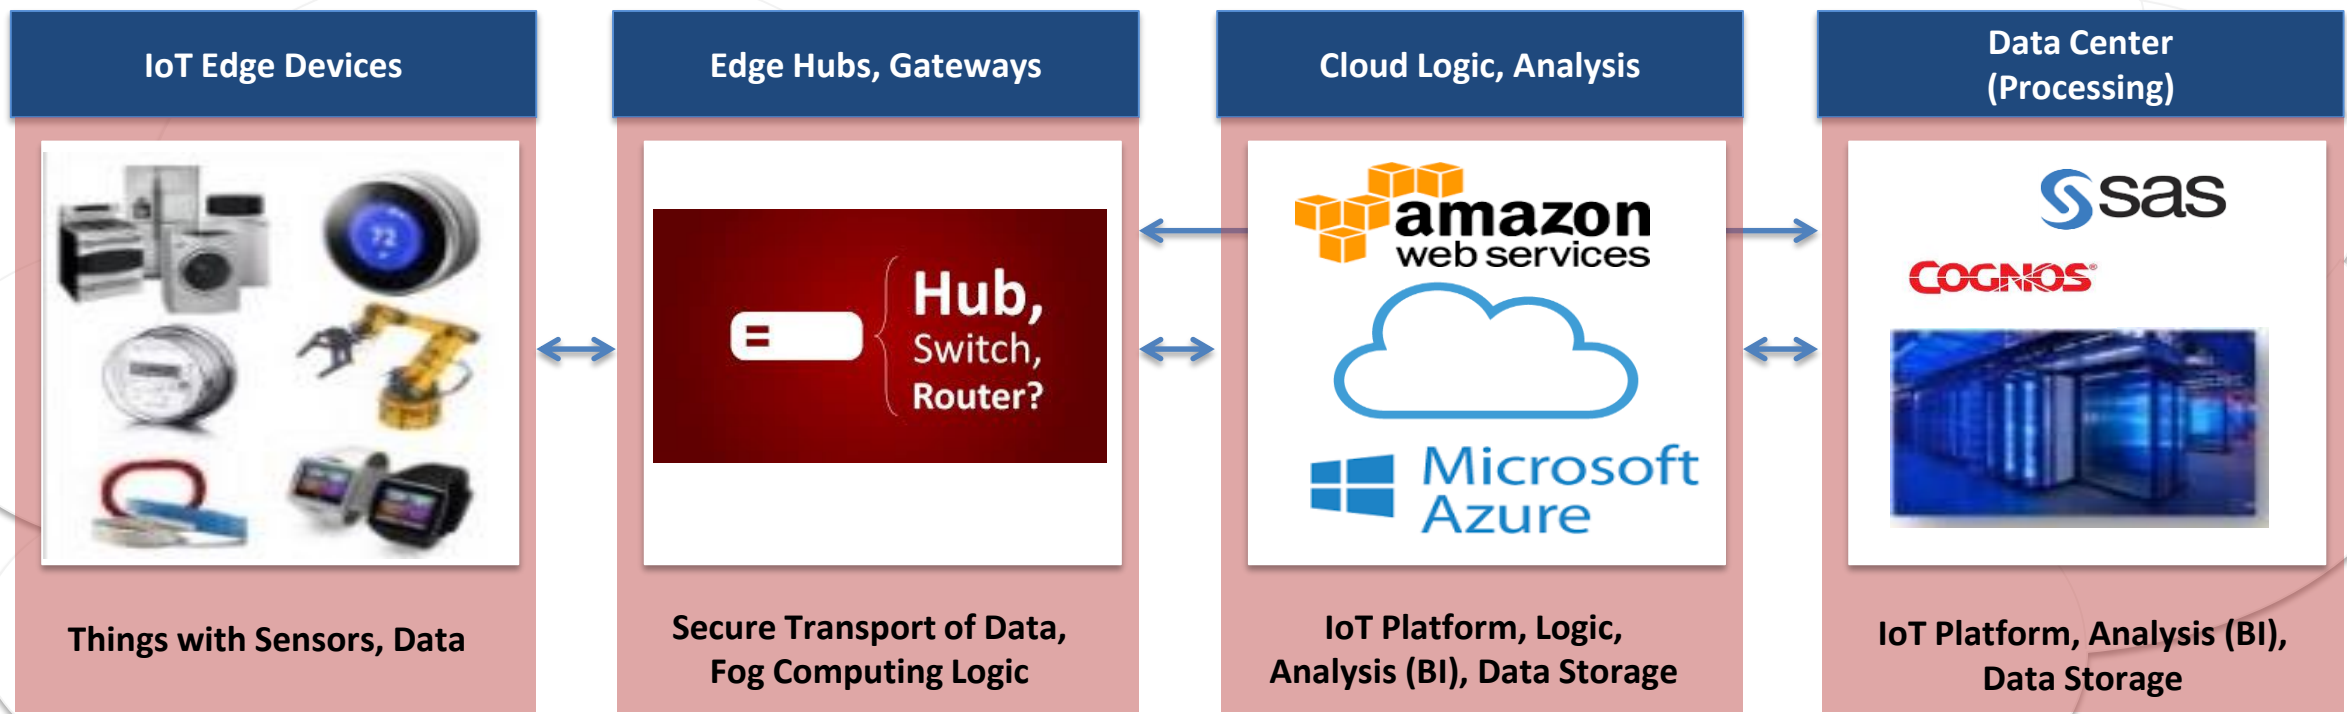 IoT Edge Devices
72
Things with Sensors, Data
Edge Hubs, Gateways
Hub,
Switch,
Router?
Secure Transport of Data,
Fog Computing Logic
Cloud Logic, Analysis
amazon
web services
Microsoft
Azure
IoT Platform, Logic,
Analysis (BI), Data Storage
Data Center
(Processing)
sas
COGNOS®
IoT Platform, Analysis (BI),
Data Storage